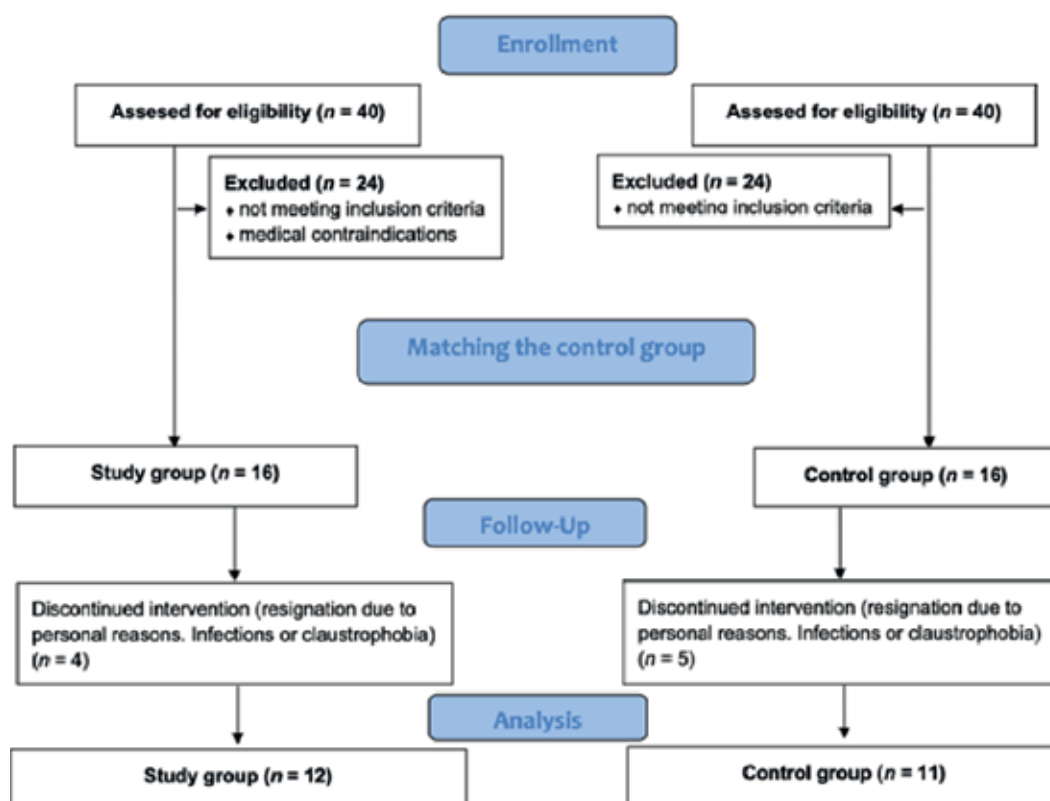 Enrollment
Assesed for eligibility (n = 40)
Assesed for eligibility (n = 40)
Excluded (n = 24)
♦ not meeting inclusion criteria
♦ medical contraindications
Excluded (n = 24)
♦ not meeting inclusion criteria
Matching the control group
Study group (n = 16)
Control group (n = 16)
Follow-Up
Discontinued intervention (resignation due to
personal reasons. Infections or claustrophobia)
(n = 4)
Discontinued intervention (resignation due to
personal reasons. Infections or claustrophobia)
(n = 5)
Analysis
Study group (n = 12)
Control group (n = 11)